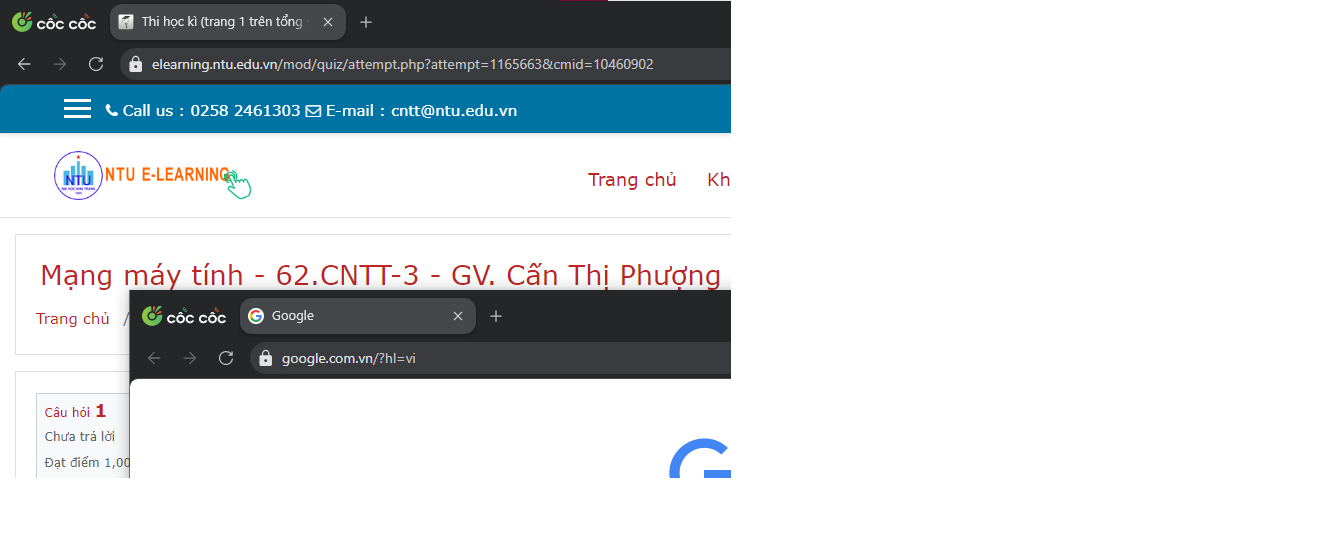 cốc cốc
Thi học kì (trang 1 trên tổng
elearning.ntu.edu.vn/mod/quiz/attempt.php?attempt=1165663&cmid=10460902
Call us : 0258 2461303 E-mail : cntt@ntu.edu.vn
NTU
NTU E-LEARNING
Trang chủ
Kh
Mạng máy tính - 62.CNTT-3 - GV. Cấn Thị Phượng
Trang chủ /
cốc cốc
Google
google.com.vn/?hl=vi
Câu hỏi 1
Chưa trả lời
Đạt điểm 1,00
G